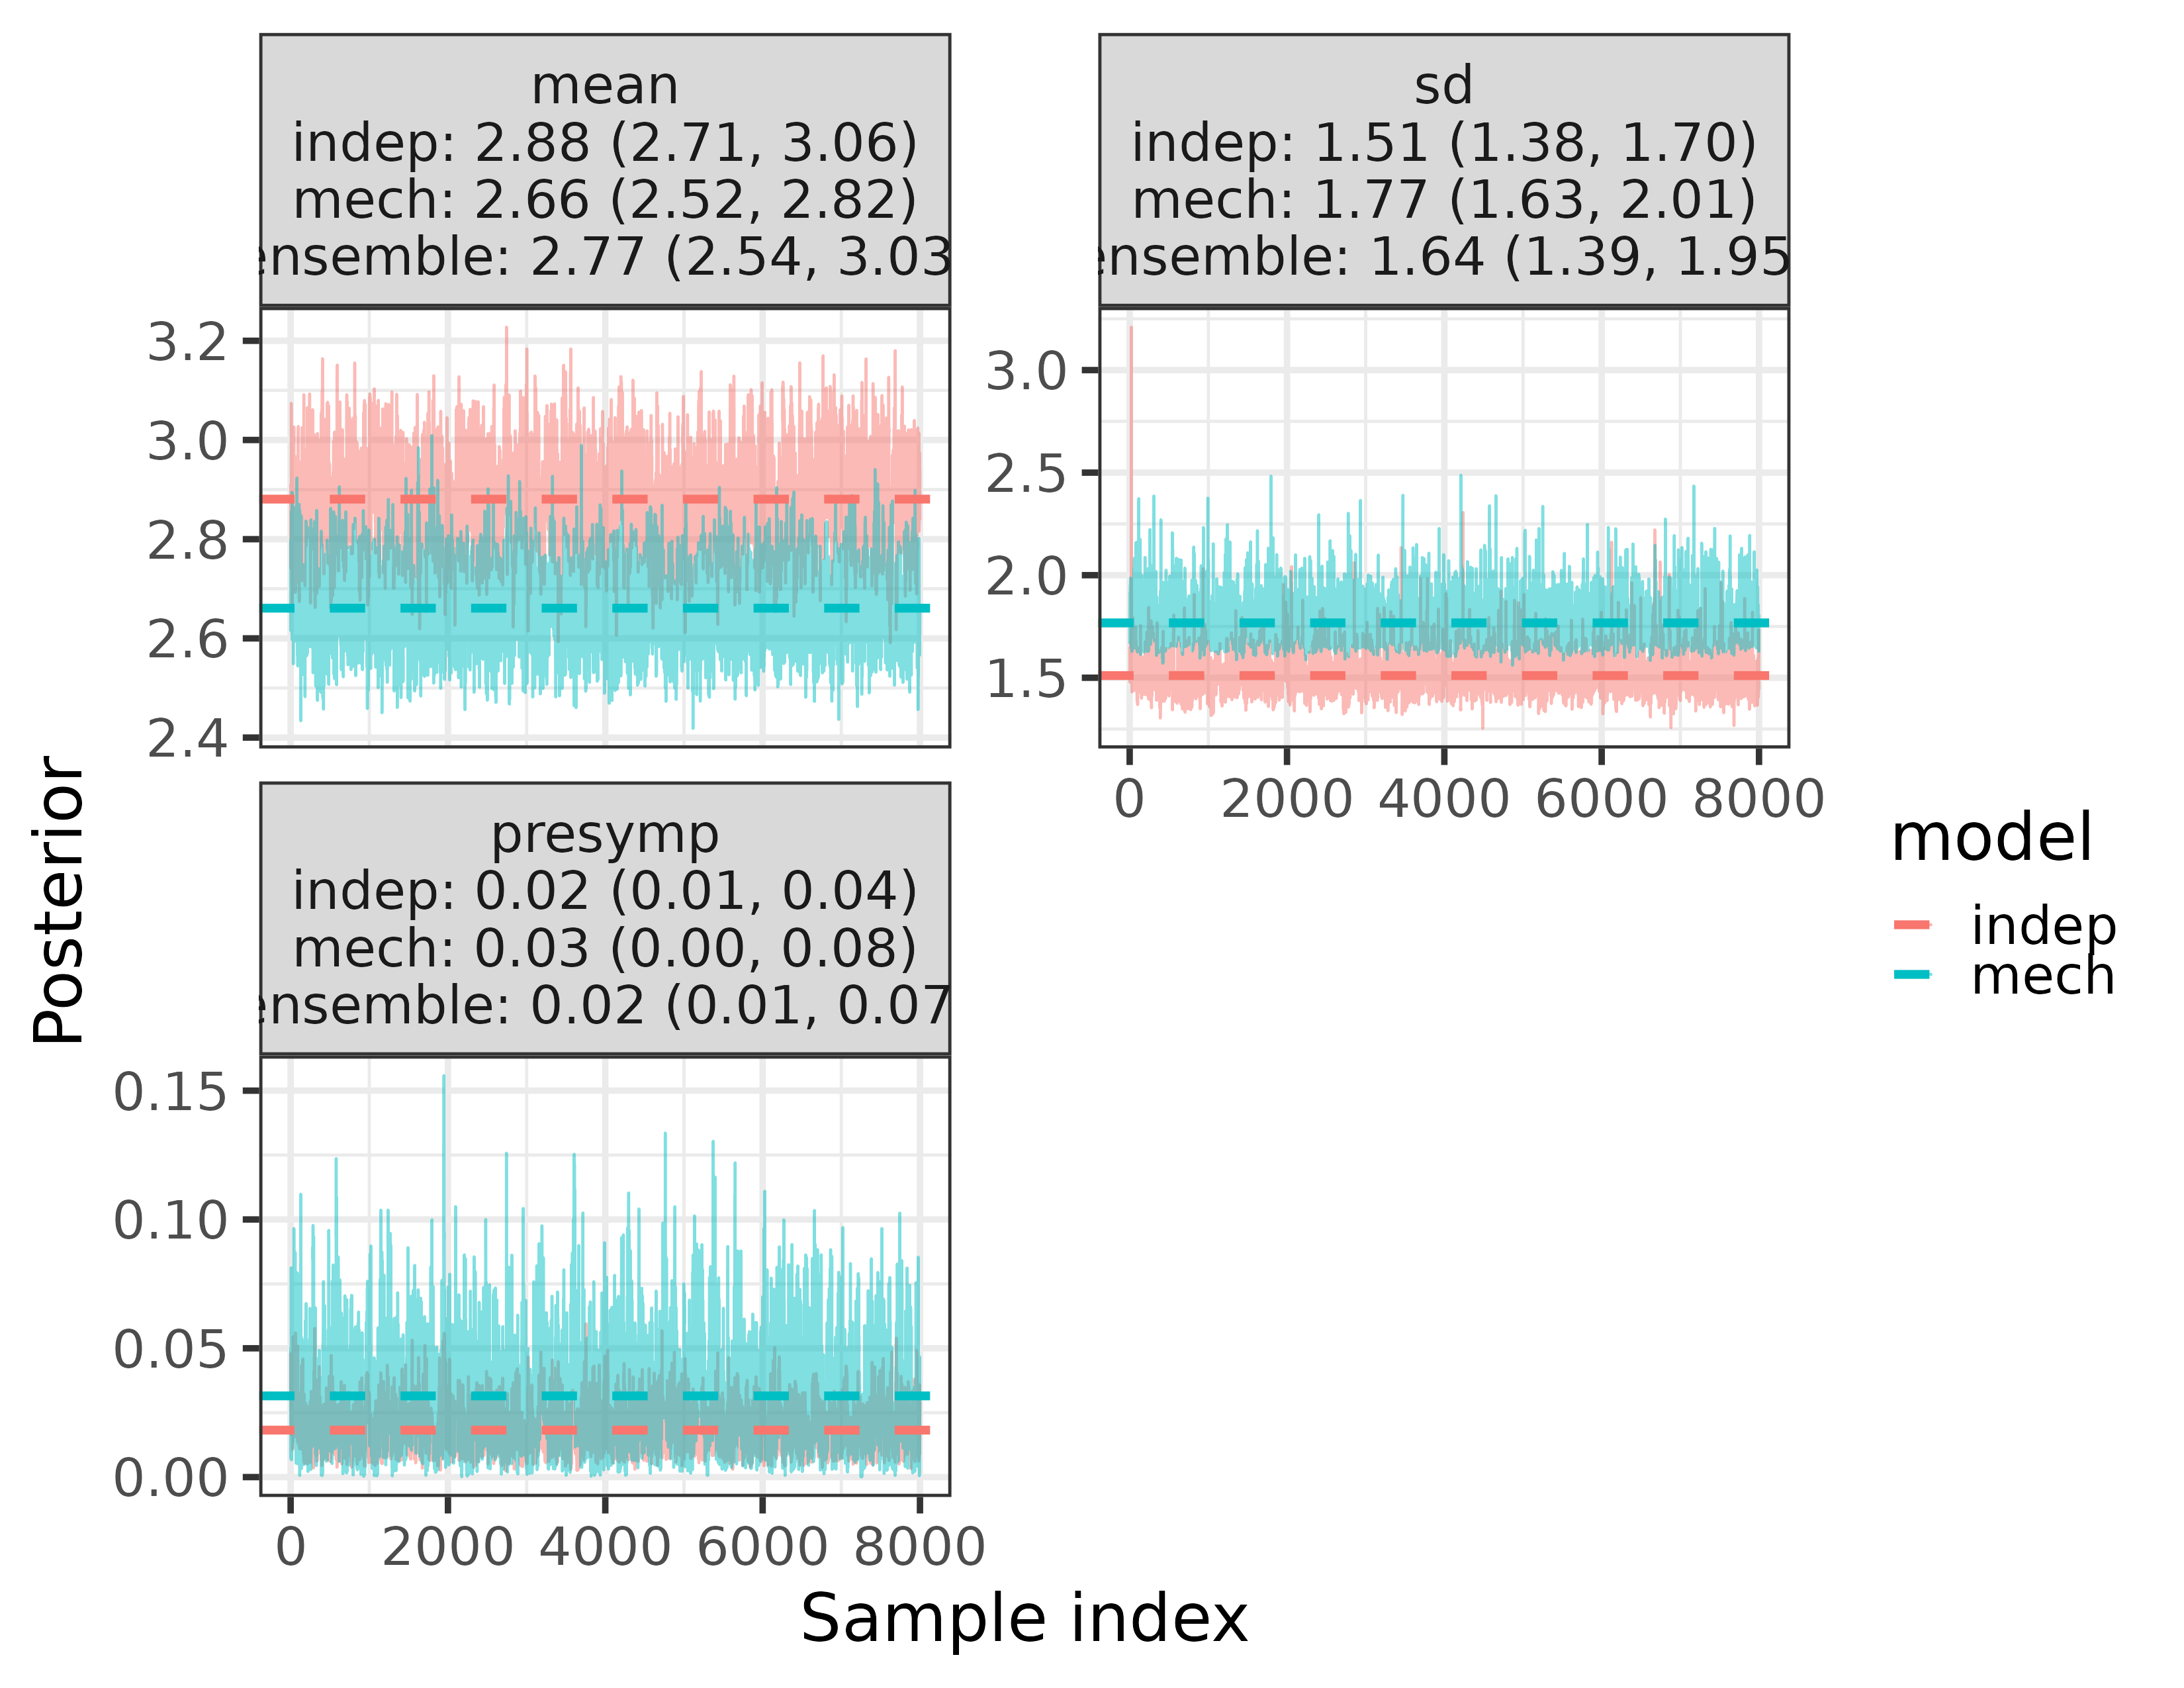 mean
indep: 2.88 (2.71, 3.06)
mech: 2.66 (2.52, 2.82)
ensemble: 2.77 (2.54, 3.03
sd
indep: 1.51 (1.38, 1.70)
mech: 1.77 (1.63, 2.01)
ensemble: 1.64 (1.39, 1.95
3.2
3.0
2.8
2.6
2.4
3.0
2.5
2.0
1.5
0 2000 4000 6000 8000
presymp
indep: 0.02 (0.01, 0.04)
mech: 0.03 (0.00, 0.08)
ensemble: 0.02 (0.01, 0.07
0.15
0.10
0.05
0.00
0 2000 4000 6000 8000
Posterior
Sample index
model
indep
mech